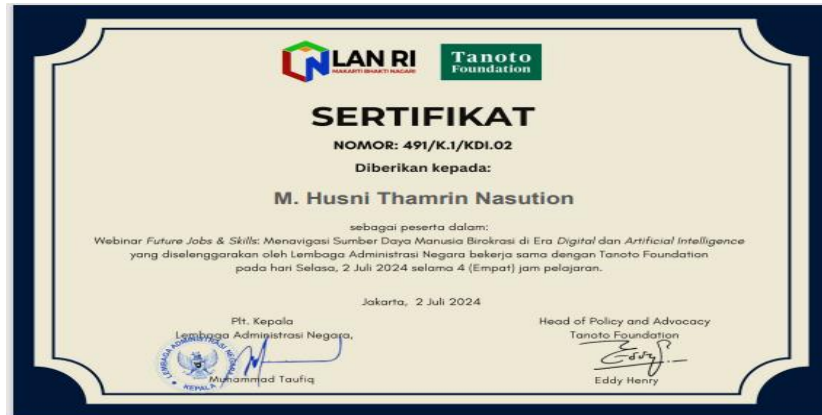 LAN RI
MAKARTI BHAKTI NAGARI
Tanoto
Foundation
SERTIFIKAT
NOMOR: 491/K.1/KDI.02
Diberikan kepada:
M. Husni Thamrin Nasution
sebagai peserta dalam:
Webinar Future Jobs & Skills: Menavigasi Sumber Daya Manusia Birokrasi di Era Digital dan Artificial Intelligence
yang diselenggarakan oleh Lembaga Administrasi Negara bekerja sama dengan Tanoto Foundation
pada hari Selasa, 2 Juli 2024 selama 4 (Empat) jam pelajaran.
Jakarta, 2 Juli 2024
Plt. Kepala
Lembaga Administrasi Negara,
LEMBAGA ADMINISTRASI NEGARA
KEPALA
Muhammad Taufiq
Head of Policy and Advocacy
Tanoto Foundation
Eddy Henry